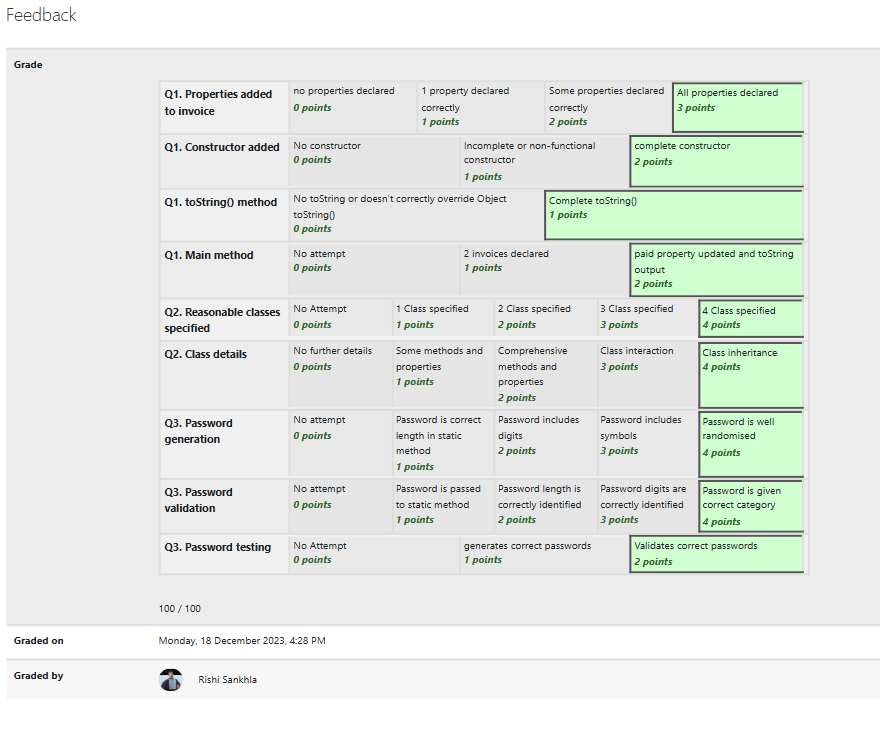 Feedback
Grade
Q1. Properties added
to invoice
no properties declared
0 points
1 property declared
correctly
1 points
Some properties declared
correctly
2 points
All properties declared
3 points
Q1. Constructor added
No constructor
0 points
Incomplete or non-functional
constructor
1 points
complete constructor
2 points
Q1. toString() method
No toString or doesn't correctly override Object
toString()
0 points
Complete toString()
1 points
Q1. Main method
No attempt
0 points
2 invoices declared
1 points
paid property updated and toString
output
2 points
Q2. Reasonable classes
specified
No Attempt
0 points
1 Class specified
1 points
2 Class specified
2 points
3 Class specified
3 points
4 Class specified
4 points
Q2. Class details
No further details
0 points
Some methods and
properties
1 points
Comprehensive
methods and
properties
2 points
Class interaction
3 points
Class inheritance
4 points
Q3. Password
generation
No attempt
0 points
Password is correct
length in static
method
1 points
Password includes
digits
2 points
Password includes
symbols
3 points
Password is well
randomised
4 points
Q3. Password
validation
No attempt
0 points
Password is passed
to static method
1 points
Password length is
correctly identified
2 points
Password digits are
correctly identified
3 points
Password is given
correct category
4 points
Q3. Password testing
No Attempt
0 points
generates correct passwords
1 points
Validates correct passwords
2 points
100 / 100
Graded on
Monday, 18 December 2023, 4:28 PM
Graded by
Rishi Sankhla